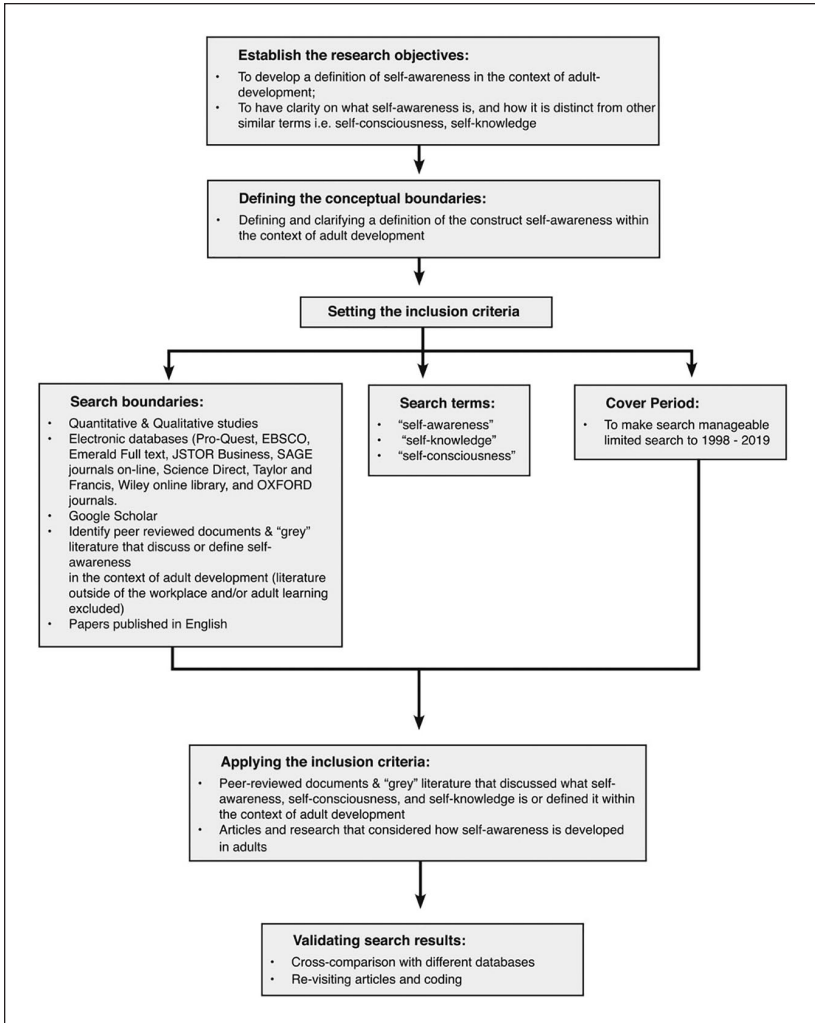 Establish the research objectives:
• To develop a definition of self-awareness in the context of adult-
development;
• To have clarity on what self-awareness is, and how it is distinct from other
similar terms i.e. self-consciousness, self-knowledge
Defining the conceptual boundaries:
• Defining and clarifying a definition of the construct self-awareness within
the context of adult development
Setting the inclusion criteria
Search boundaries:
• Quantitative & Qualitative studies
• Electronic databases (Pro-Quest, EBSCO,
Emerald Full text, JSTOR Business, SAGE
journals on-line, Science Direct, Taylor and
Francis, Wiley online library, and OXFORD
journals.
• Google Scholar
• Identify peer reviewed documents & “grey”
literature that discuss or define self-
awareness
in the context of adult development (literature
outside of the workplace and/or adult learning
excluded)
• Papers published in English
Search terms:
• “self-awareness”
• “self-knowledge”
• “self-consciousness”
Cover Period:
• To make search manageable
limited search to 1998 - 2019
Applying the inclusion criteria:
• Peer-reviewed documents & “grey” literature that discussed what self-
awareness, self-consciousness, and self-knowledge is or defined it within
the context of adult development
• Articles and research that considered how self-awareness is developed
in adults
Validating search results:
• Cross-comparison with different databases
• Re-visiting articles and coding